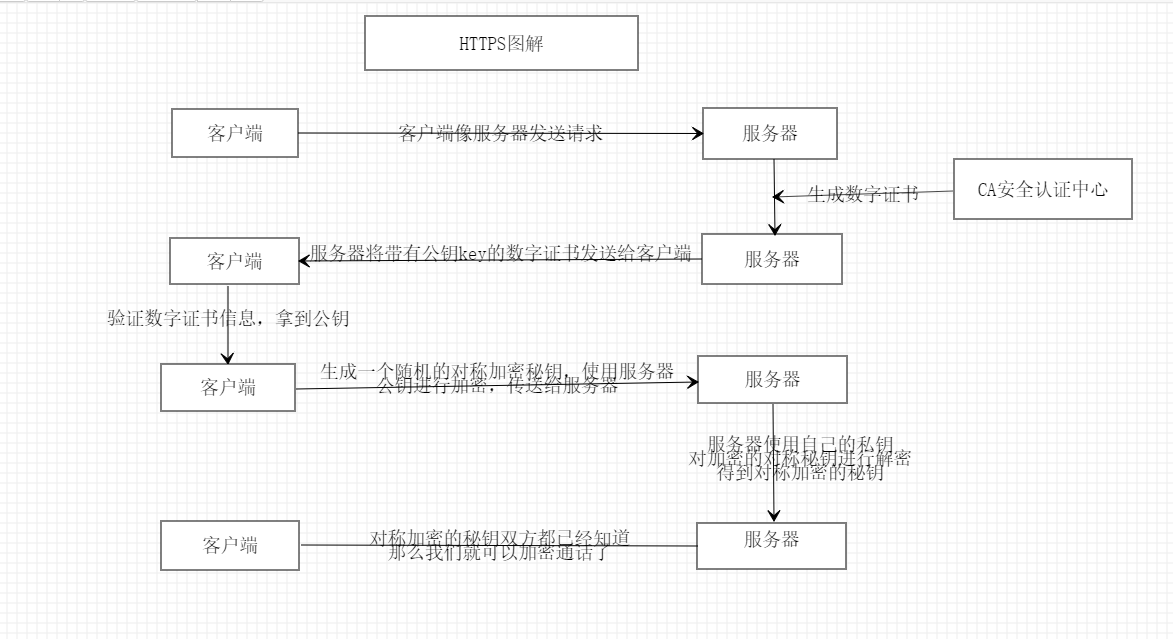 HTTPS图解
客户端
客户端像服务器发送请求
服务器
生成数字证书
CA安全认证中心
客户端
服务器将带有公钥key的数字证书发送给客户端
服务器
验证数字证书信息，拿到公钥
客户端
生成一个随机的对称加密秘钥，使用服务器
公钥进行加密，传送给服务器
服务器
服务器使用自己的私钥
对加密的对称秘钥进行解密
得到对称加密的秘钥
客户端
对称加密的秘钥双方都已经知道
那么我们就可以加密通话了
服务器